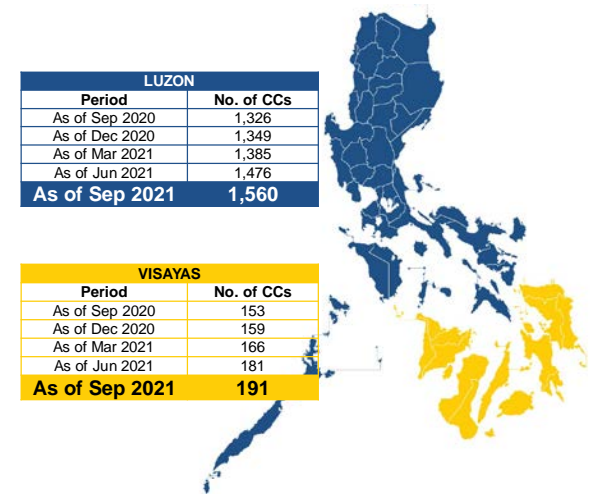 LUZON
Period No. of CCs
As of Sep 2020 1,326
As of Dec 2020 1,349
As of Mar 2021 1,385
As of Jun 2021 1,476
As of Sep 2021 1,560
VISAYAS
Period No. of CCs
As of Sep 2020 153
As of Dec 2020 159
As of Mar 2021 166
As of Jun 2021 181
As of Sep 2021 191